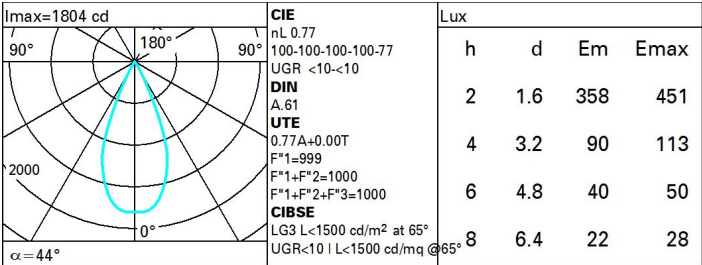 Imax=1804 cd
90°
180°
90°
2000
0°
α=44°
CIE
nL 0.77
100-100-100-100-77
UGR <10-<10
DIN
A.61
UTE
0.77A+0.00T
F"1=999
F"1+F"2=1000
F"1+F"2+F"3=1000
CIBSE
LG3 L<1500 cd/m² at 65°
UGR<10 | L<1500 cd/mq @65°
Lux
h d Em Emax
2 1.6 358 451
4 3.2 90 113
6 4.8 40 50
8 6.4 22 28